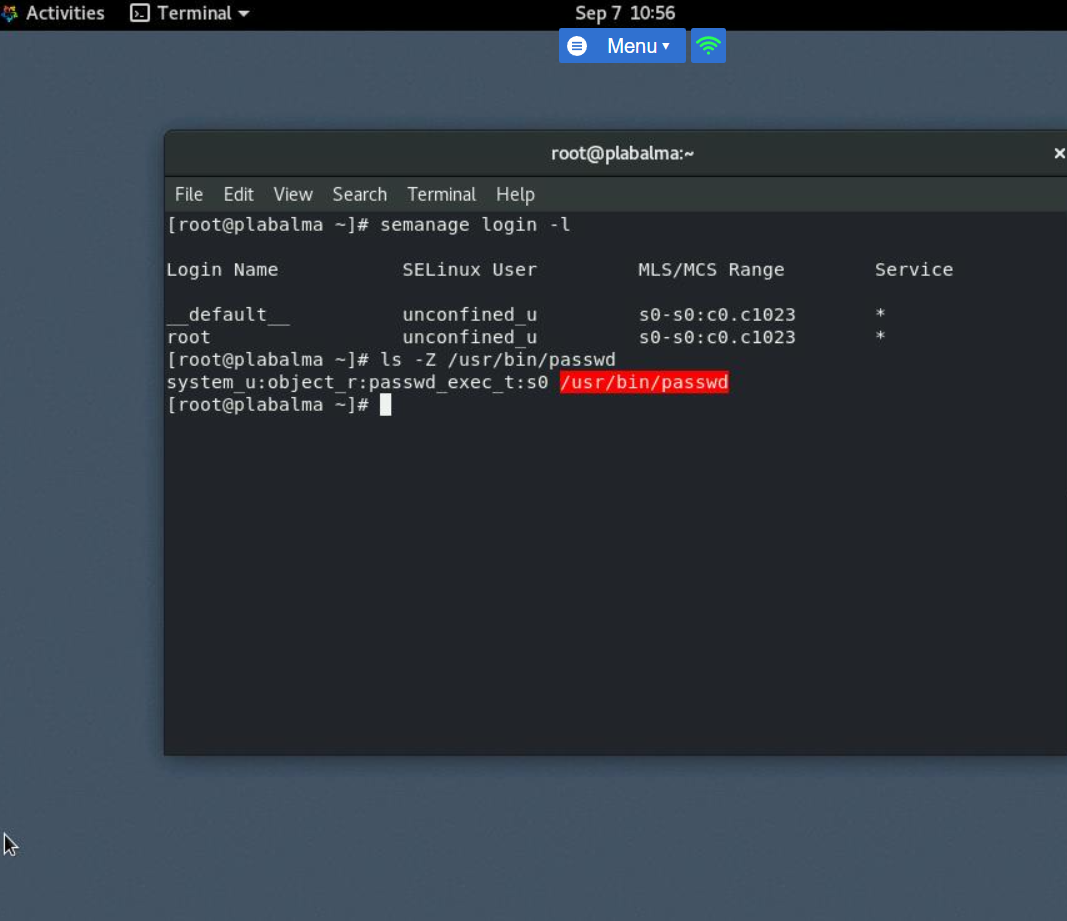 Activities Terminal Sep 7 10:56
Menu
root@plabalma:~
File Edit View Search Terminal Help
[root@plabalma ~]# semanage login -l
Login Name SELinux User MLS/MCS Range Service
__default__ unconfined_u s0-s0:c0.c1023 *
root unconfined_u s0-s0:c0.c1023 *
[root@plabalma ~]# ls -Z /usr/bin/passwd
system_u:object_r:passwd_exec_t:s0 /usr/bin/passwd
[root@plabalma ~]#